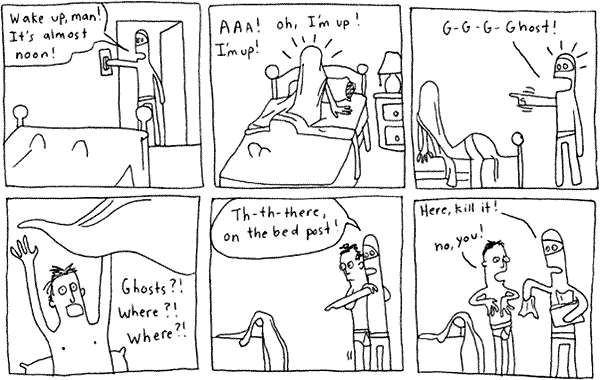 Wake up, man!
It's almost
noon!
AAA! oh, I'm up!
I'm up!
G-G-G-Ghost!
Ghosts?!
Where?!
Where?!
Th-th-there,
on the bed post!
Here, kill it!
no, you!